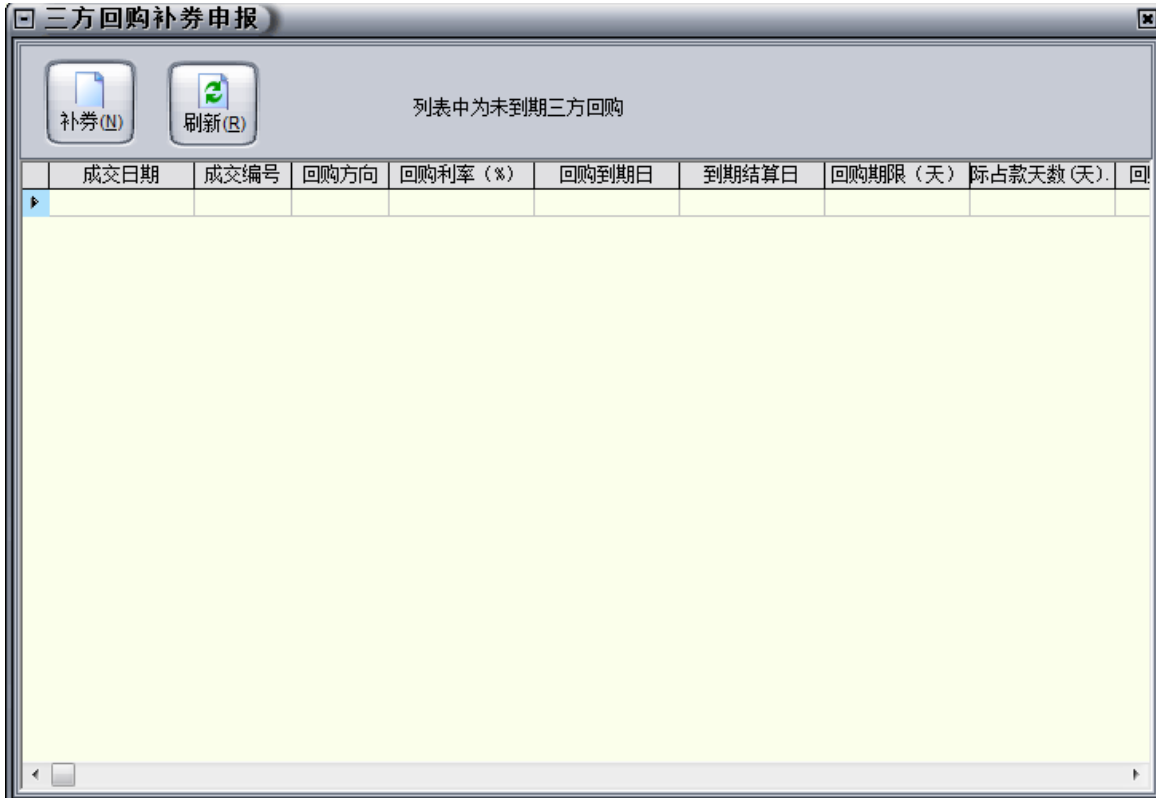 三方回购补券申报
补券(N) 刷新(R) 列表中为未到期三方回购
成交日期 成交编号 回购方向 回购利率（%） 回购到期日 到期结算日 回购期限（天） 际占款天数(天). 回